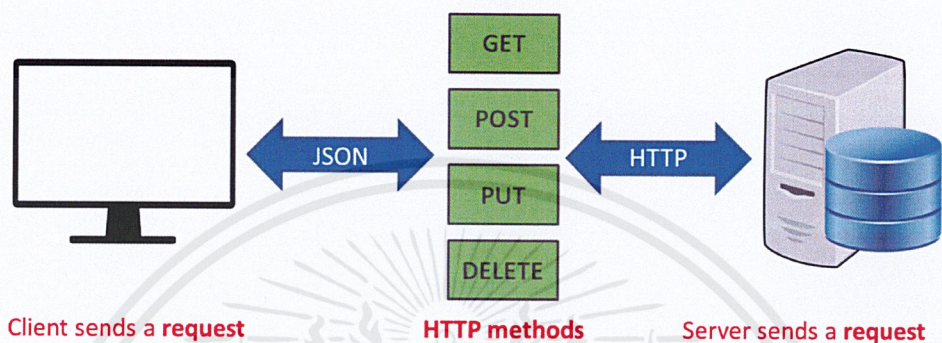 GET
POST
JSON
HTTP
PUT
DELETE
Client sends a request
HTTP methods
Server sends a request